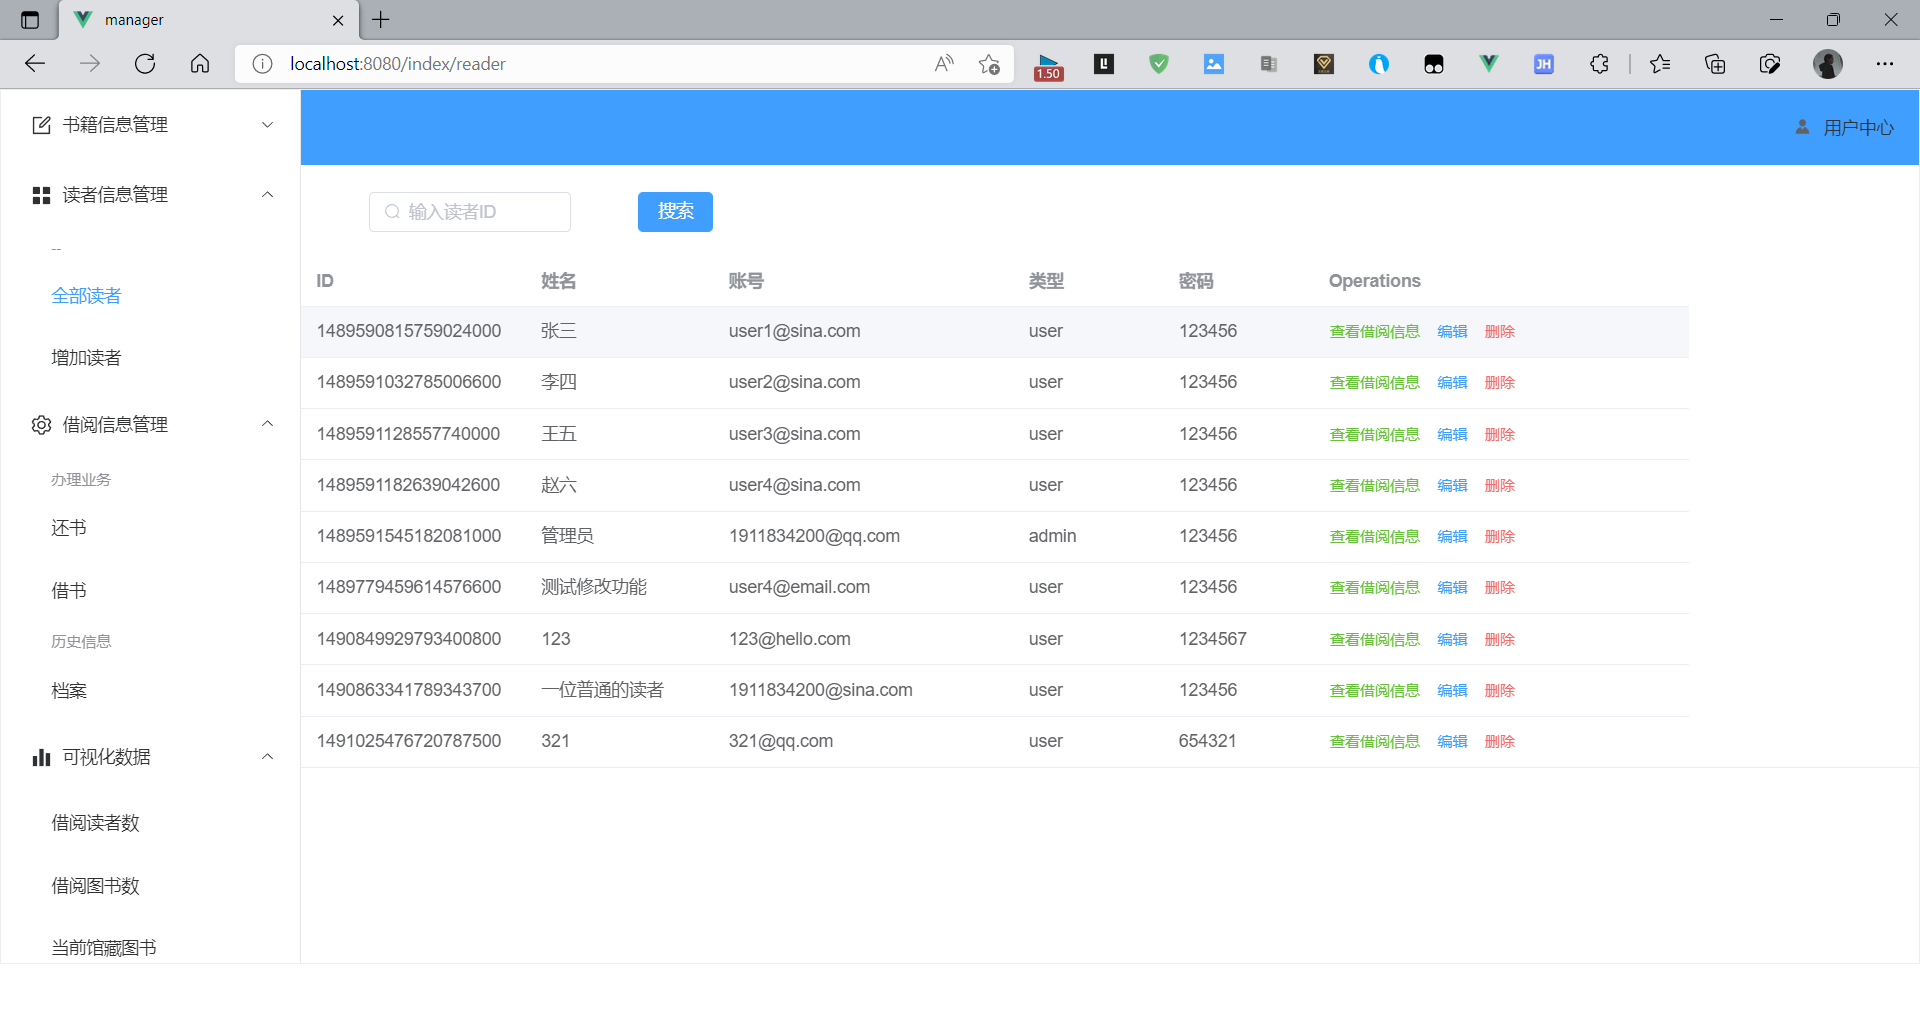 manager
localhost:8080/index/reader
1.50
JH
书籍信息管理
用户中心
读者信息管理
--
全部读者
增加读者
借阅信息管理
办理业务
还书
借书
历史信息
档案
可视化数据
借阅读者数
借阅图书数
当前馆藏图书
输入读者ID
搜索
ID 姓名 账号 类型 密码 Operations
1489590815759024000 张三 user1@sina.com user 123456 查看借阅信息 编辑 删除
1489591032785006600 李四 user2@sina.com user 123456 查看借阅信息 编辑 删除
1489591128557740000 王五 user3@sina.com user 123456 查看借阅信息 编辑 删除
1489591182639042600 赵六 user4@sina.com user 123456 查看借阅信息 编辑 删除
1489591545182081000 管理员 1911834200@qq.com admin 123456 查看借阅信息 编辑 删除
1489779459614576600 测试修改功能 user4@email.com user 123456 查看借阅信息 编辑 删除
1490849929793400800 123 123@hello.com user 1234567 查看借阅信息 编辑 删除
1490863341789343700 一位普通的读者 1911834200@sina.com user 123456 查看借阅信息 编辑 删除
1491025476720787500 321 321@qq.com user 654321 查看借阅信息 编辑 删除